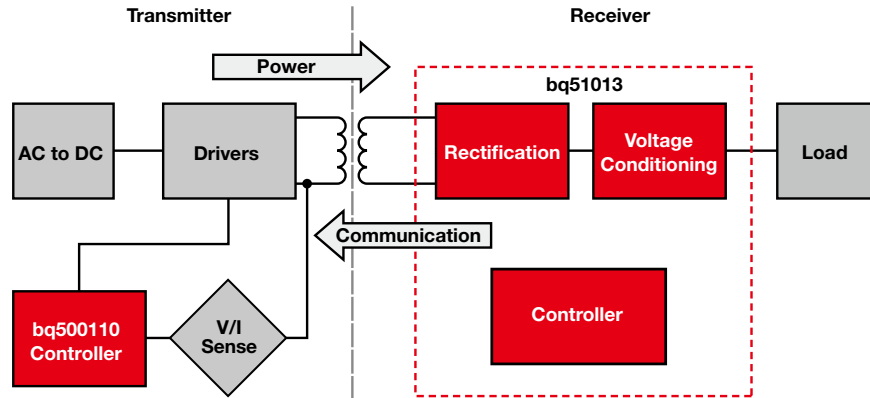 Transmitter
Receiver
Power
bq51013
AC to DC
Drivers
Rectification
Voltage
Conditioning
Load
Communication
bq500110
Controller
V/I
Sense
Controller